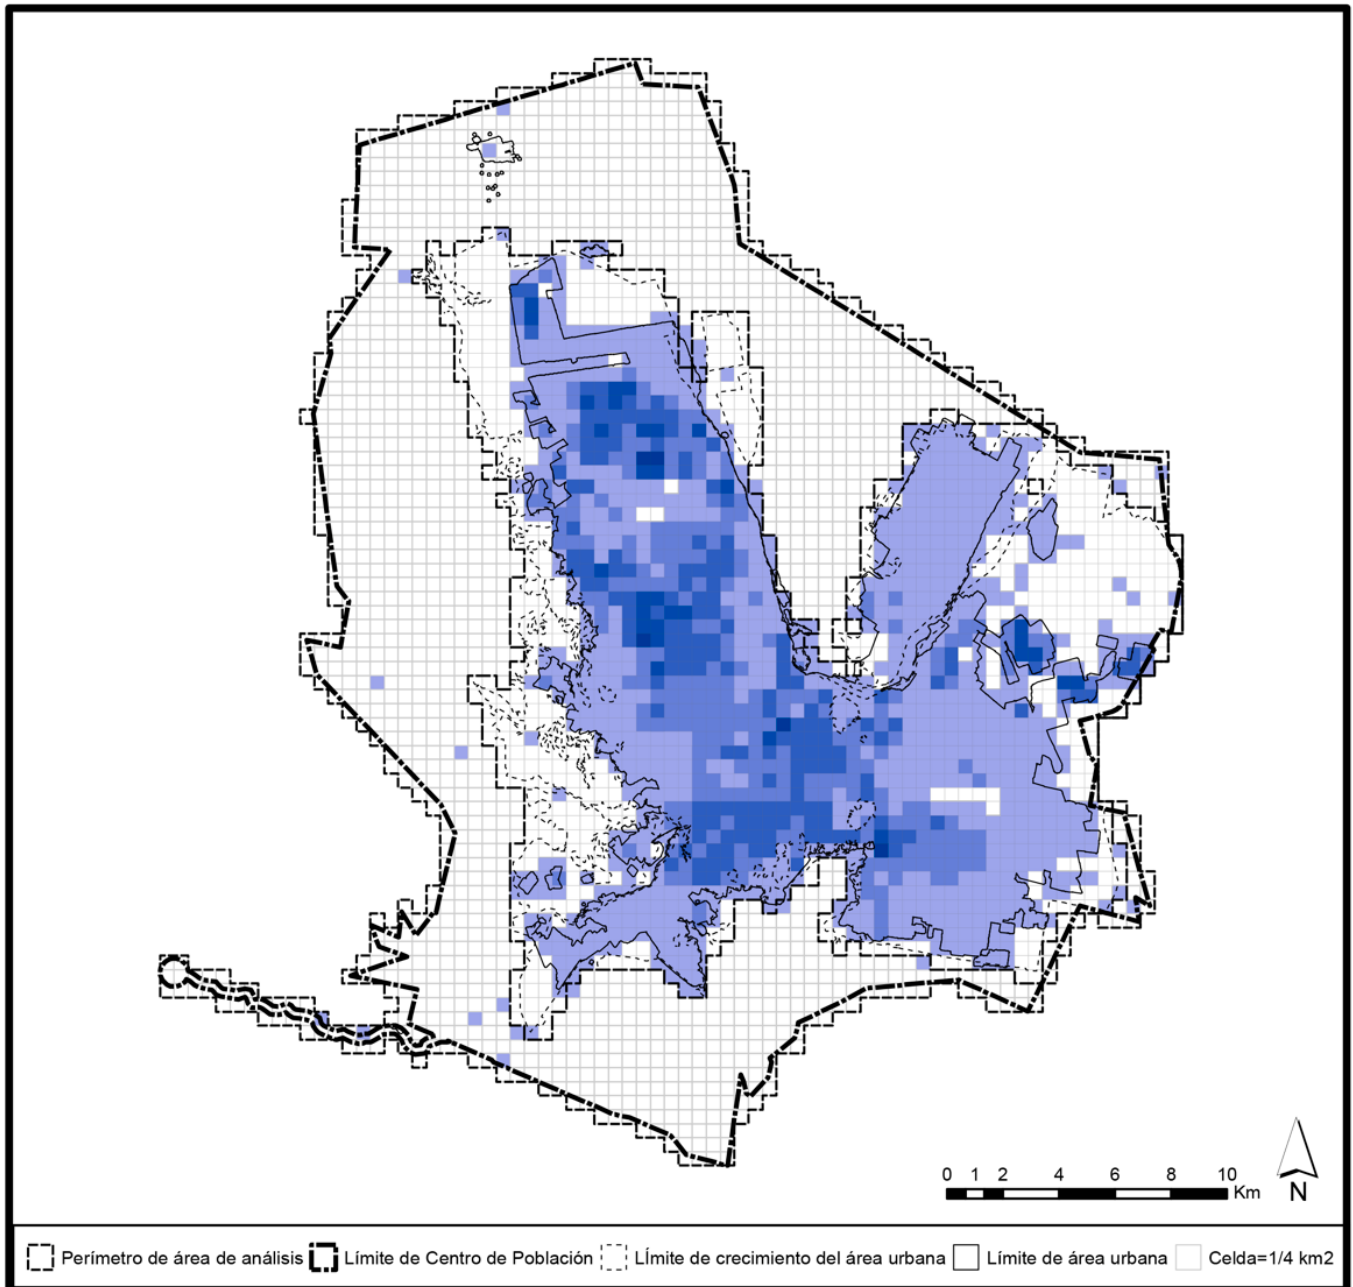 0 1 2 4 6 8 10
Km
N
Perímetro de área de análisis Límite de Centro de Población LÍmite de crecimiento del área urbana Límite de área urbana Celda=1/4 km2